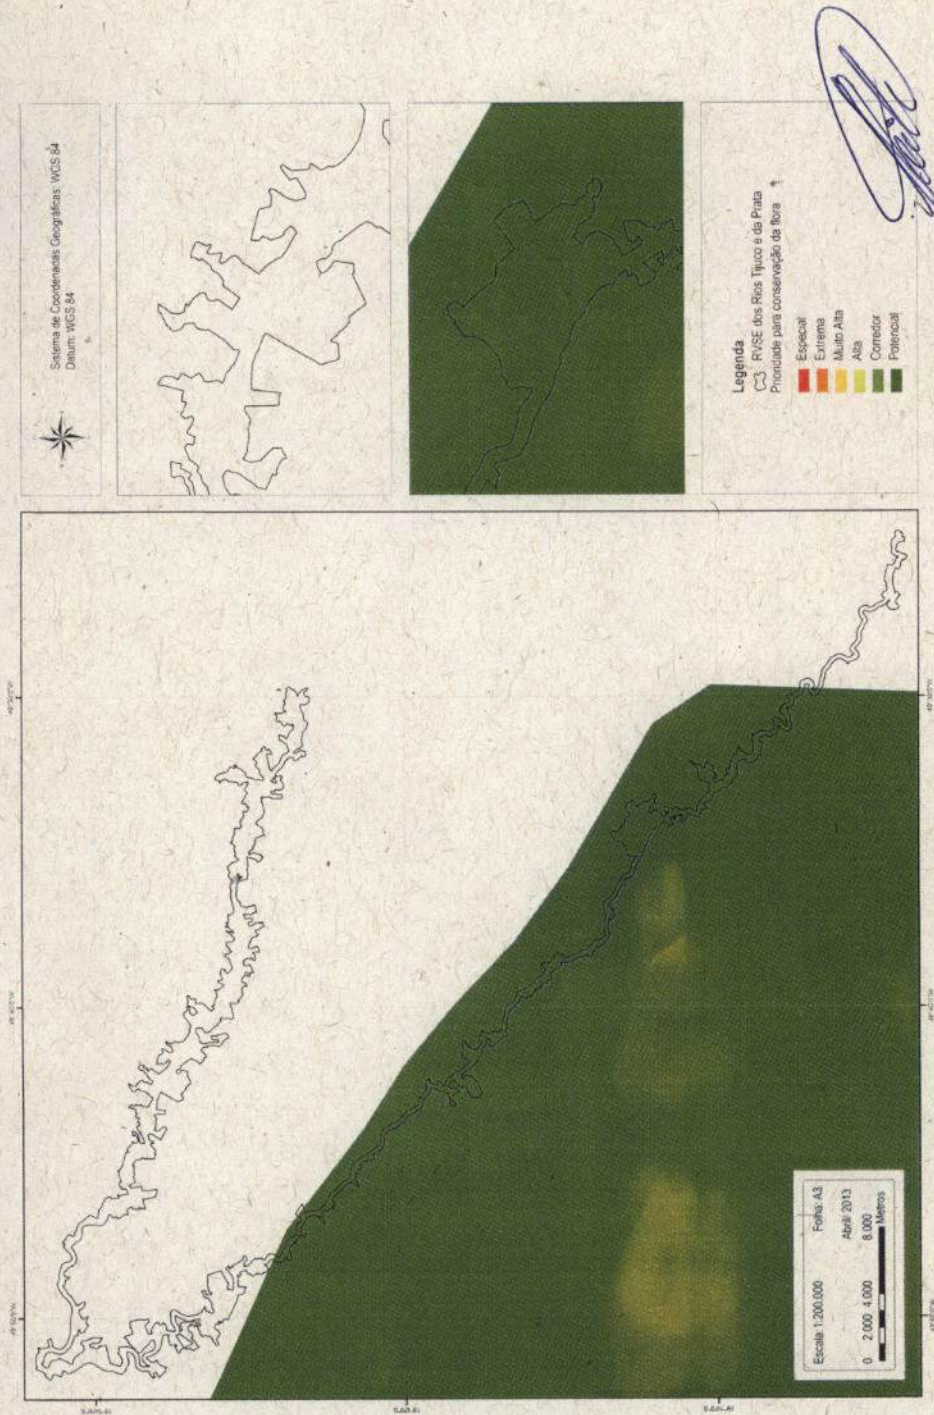 Sistema de Coordenadas Geográficas: WGS 84
Datum: WGS 84
Legenda
RVSE dos Rios Tijuco e da Prata
Prioridade para conservação da flora
Especial
Extrema
Muito Alta
Alta
Corredor
Potencial
Escala: 1:200.000 Folha: A3
Abril/ 2013
0 2.000 4.000 8.000
Metros